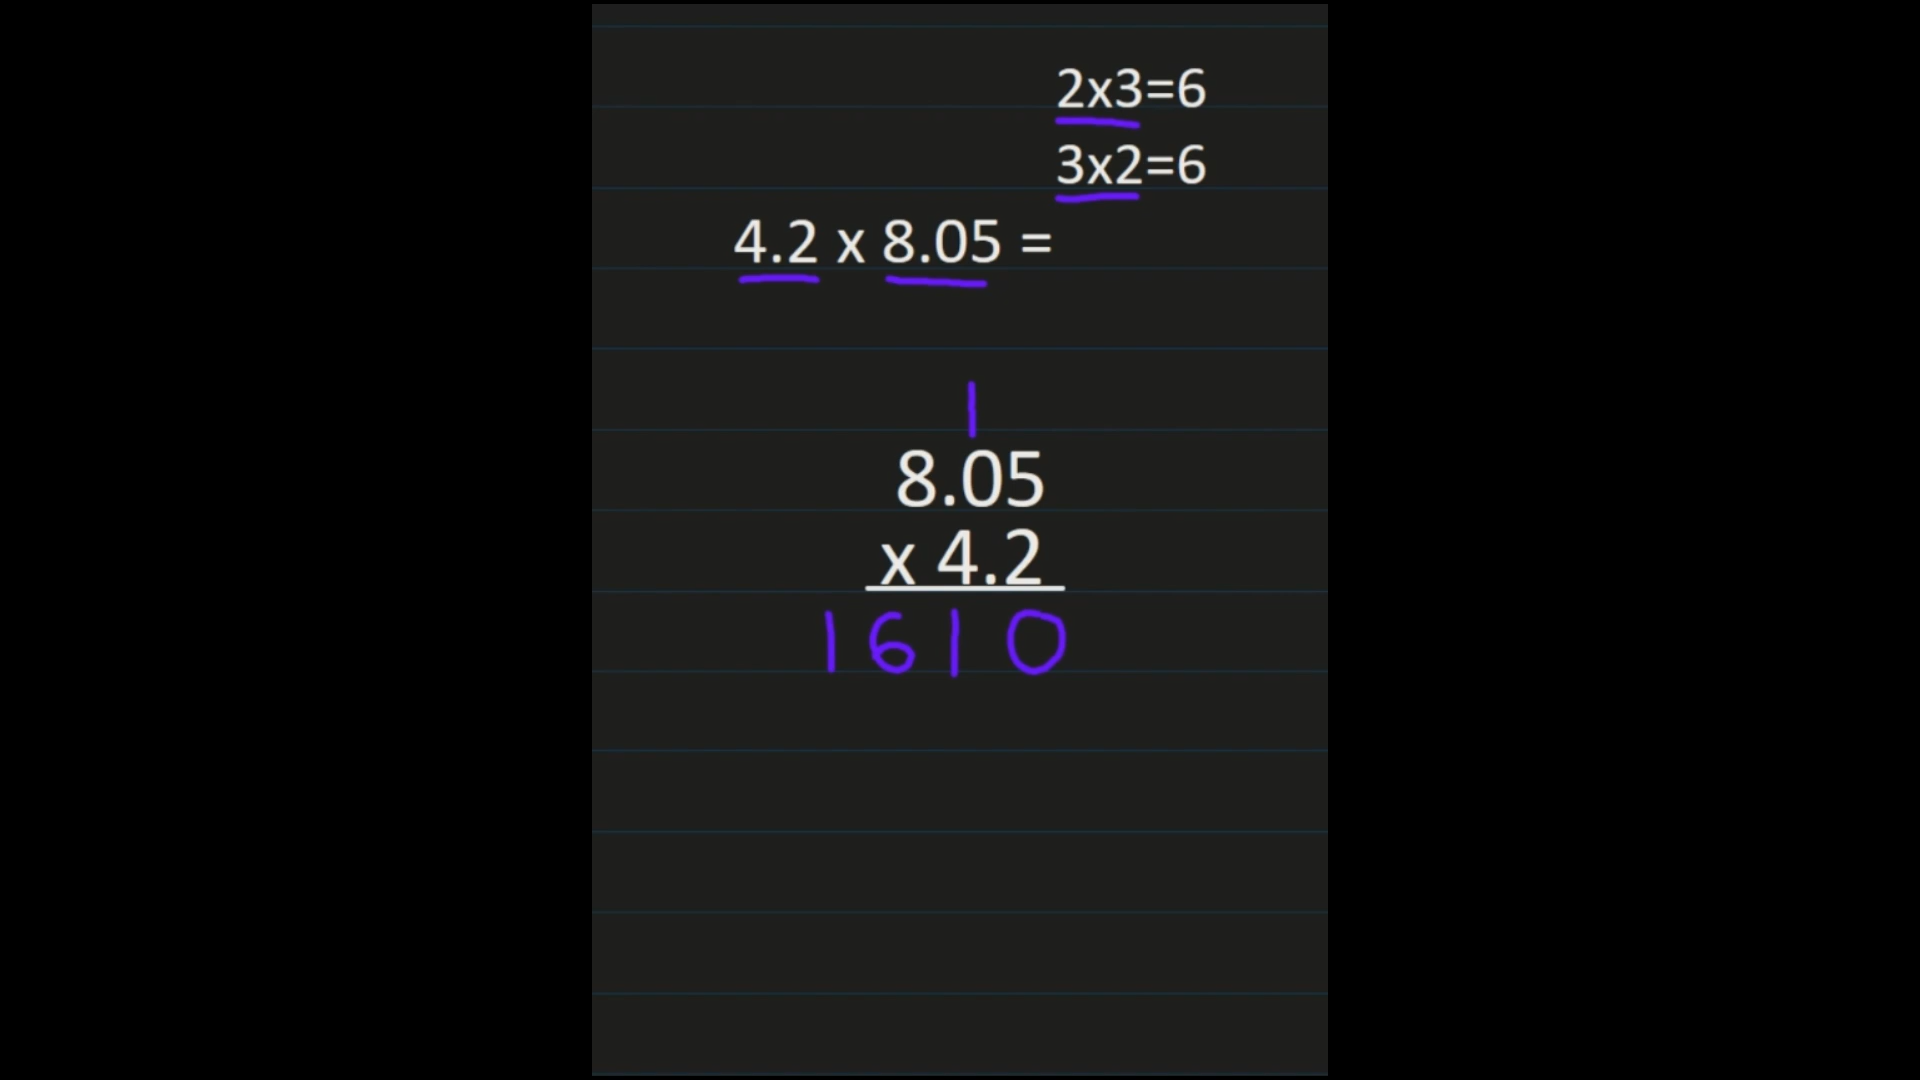 2x3=6
3x2=6
4.2 x 8.05 =
1
8.05
x 4.2
1610